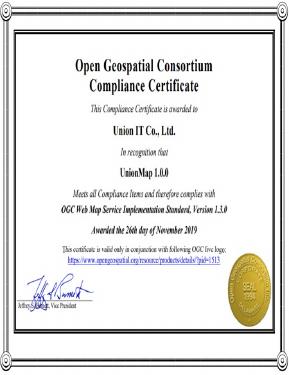 Open Geospatial Consortium
Compliance Certificate
This Compliance Certificate is awarded to
Union IT Co., Ltd.
In recognition that
UnionMap 1.0.0
Meets all Compliance Items and therefore complies with
OGC Web Map Service Implementation Standard, Version 1.3.0
Awarded the 26th day of November 2019
This certificate is valid only in conjunction with following OGC live logo:
https://www.opengeospatial.org/resource/products/details/?pid=1513
Vice President
SEAL
1994